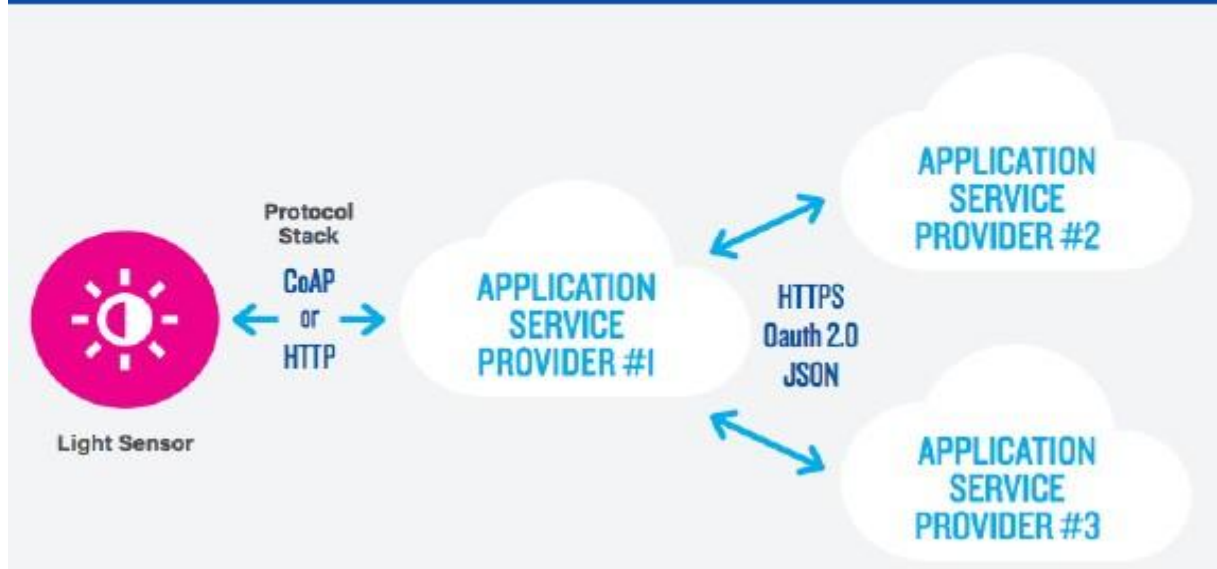 Light Sensor
Protocol
Stack
CoAP
or
HTTP
APPLICATION
SERVICE
PROVIDER #1
HTTPS
Oauth 2.0
JSON
APPLICATION
SERVICE
PROVIDER #2
APPLICATION
SERVICE
PROVIDER #3